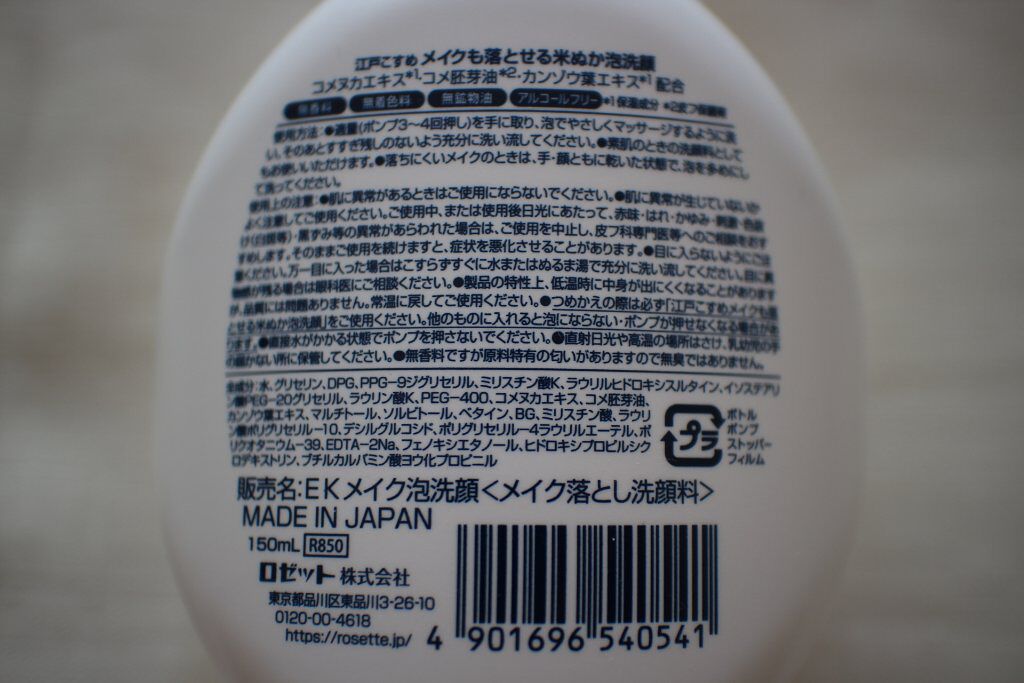 江戸こすめ メイクも落とせる米ぬか泡洗顔
コメヌカエキス*1・コメ胚芽油*2・カンゾウ葉エキス*1 配合
無香料 無着色料 無鉱物油 アルコールフリー *1 保湿成分 *2皮フ保護
使用方法:●適量(ポンプ3〜4回押し)を手に取り、泡でやさしくマッサージするように洗
い、そのあとすすぎ残しのないよう充分に洗い流してください。●素肌のときの洗顔料として
もお使いいただけます。●落ちにくいメイクのときは、手・顔ともに乾いた状態で、泡を多めにし
て洗ってください。
使用上の注意:●肌に異常があるときはご使用にならないでください。●肌に異常が生じていないか
よく注意してご使用ください。ご使用中、または使用後日光にあたって、赤味・はれ・かゆみ・刺激・色抜
け(白斑等)・黒ずみ等の異常があらわれた場合は、ご使用を中止し、皮フ科専門医等へのご相談をおす
すめします。そのままご使用を続けますと、症状を悪化させることがあります。●目に入らないようにご注
意ください。万一目に入った場合はこすらずすぐに水またはぬるま湯で充分に洗い流してください。目に異
物感が残る場合は眼科医にご相談ください。●製品の特性上、低温時に中身が出にくくなることがあります
が、品質には問題ありません。常温に戻してご使用ください。●つめかえの際は必ず「江戸こすめメイクも落
とせる米ぬか泡洗顔」をご使用ください。他のものに入れると泡にならない・ポンプが押せなくなる場合があり
ます。●直接水がかかる状態でポンプを押さないでください。●直射日光や高温の場所はさけ、乳幼児の手
の届かない所に保管してください。●無香料ですが原料特有の匂いがありますので無臭ではありません。
全成分:水、グリセリン、DPG、PPG-9ジグリセリル、ミリスチン酸K、ラウリルヒドロキシスルタイン、イソステアリ
ン酸PEG-20グリセリル、ラウリン酸K、PEG-400、コメヌカエキス、コメ胚芽油、
カンゾウ葉エキス、マルチトール、ソルビトール、ベタイン、BG、ミリスチン酸、ラウリ
ン酸ポリグリセリル-10、デシルグルコシド、ポリグリセリル-4ラウリルエーテル、ポ
リクオタニウム-39、EDTA-2Na、フェノキシエタノール、ヒドロキシプロピルシク
ロデキストリン、ブチルカルバミン酸ヨウ化プロピニル
プラ
ボトル
ポンプ
ストッパー
フィルム
販売名:EKメイク泡洗顔<メイク落とし洗顔料>
MADE IN JAPAN
150mL R850
ロゼット 株式会社
東京都品川区東品川3-26-10
0120-00-4618
https://rosette.jp/
4 901696 540541